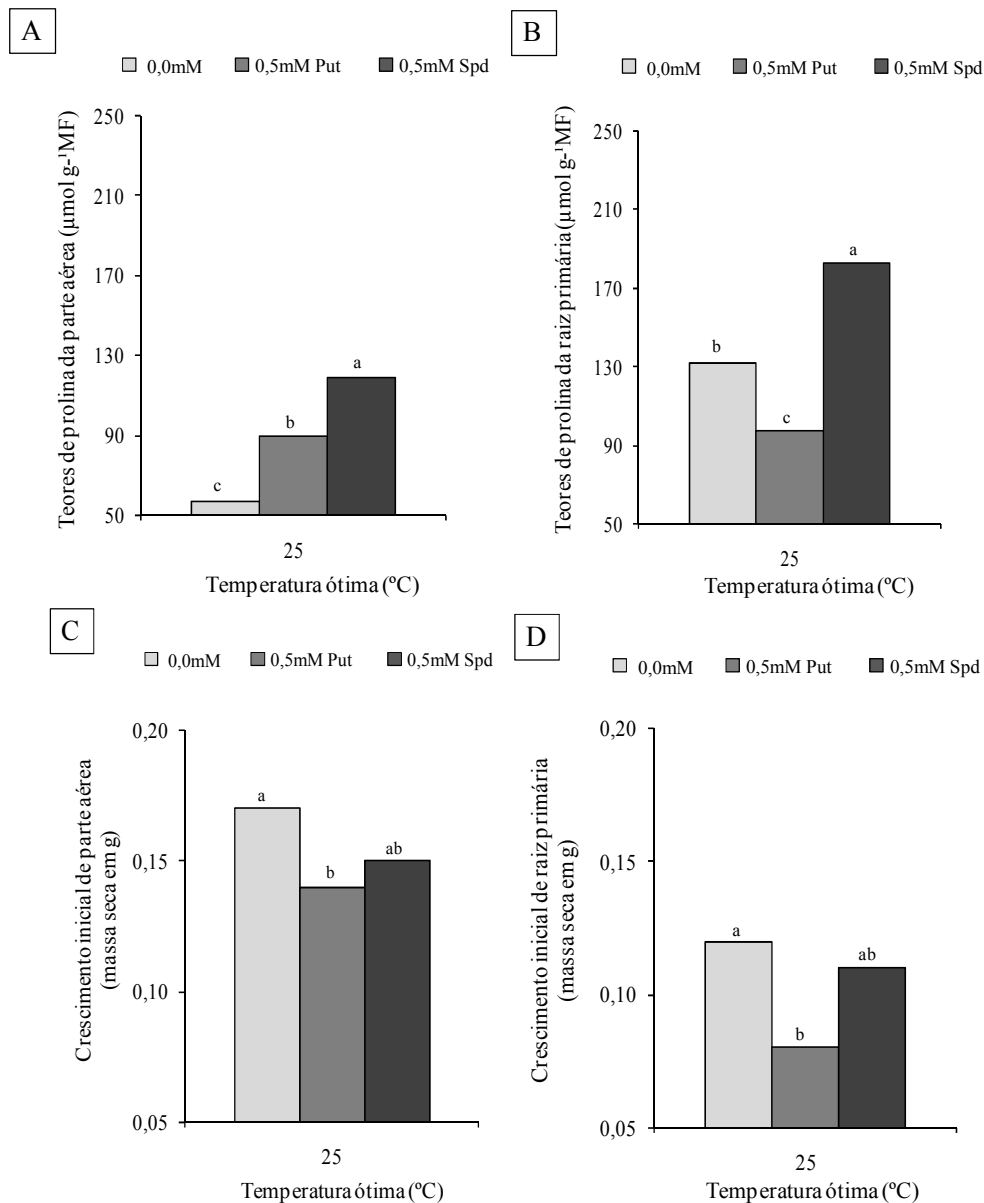 A
0,0mM 0,5mM Put 0,5mM Spd
Teores de prolina da parte aérea (µmol g-¹MF)
250
210
170
130
90
50
c
b
a
25
Temperatura ótima (ºC)
B
0,0mM 0,5mM Put 0,5mM Spd
Teores de prolina da raiz primária (µmol g-¹MF)
250
210
170
130
90
50
b
c
a
25
Temperatura ótima (ºC)
C
0,0mM 0,5mM Put 0,5mM Spd
Crescimento inicial de parte aérea
(massa seca em g)
0,20
0,15
0,10
0,05
a
b
ab
25
Temperatura ótima (ºC)
D
0,0mM 0,5mM Put 0,5mM Spd
Crescimento inicial de raiz primária
(massa seca em g)
0,20
0,15
0,10
0,05
a
b
ab
25
Temperatura ótima (ºC)